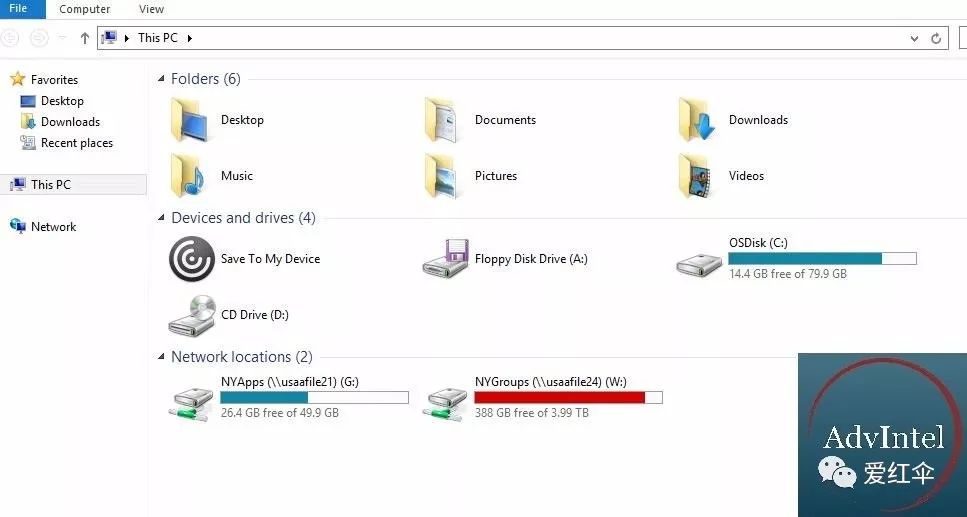 File Computer View
This PC
Favorites
Desktop
Downloads
Recent places
This PC
Network
Folders (6)
Desktop Documents Downloads
Music Pictures Videos
Devices and drives (4)
Save To My Device Floppy Disk Drive (A:) OSDisk (C:)
14.4 GB free of 79.9 GB
CD Drive (D:)
Network locations (2)
NYApps (\\usaafile21) (G:) NYGroups (\\usaafile24) (W:)
26.4 GB free of 49.9 GB 388 GB free of 3.99 TB
AdvIntel
爱红伞